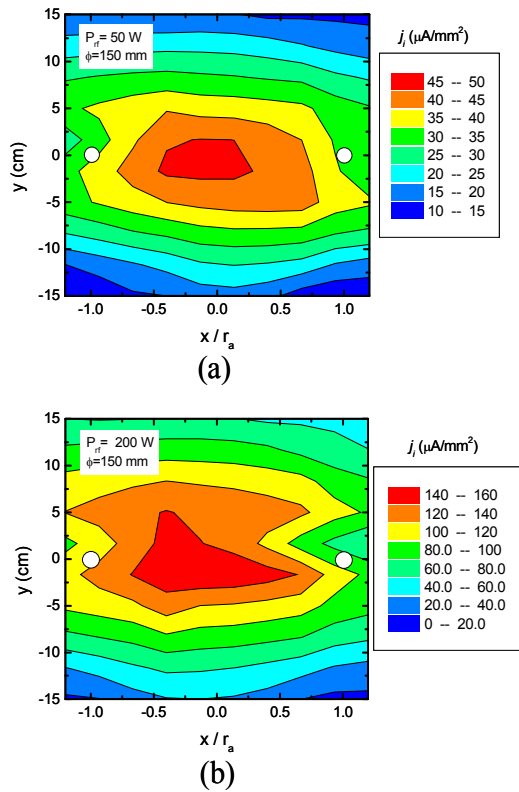 P_rf = 50 W
ϕ=150 mm
15
10
5
0
-5
-10
-15
y (cm)
-1.0 -0.5 0.0 0.5 1.0
x / r_a
j_i (μA/mm²)
45 -- 50
40 -- 45
35 -- 40
30 -- 35
25 -- 30
20 -- 25
15 -- 20
10 -- 15
(a)
P_rf = 200 W
ϕ=150 mm
15
10
5
0
-5
-10
-15
y (cm)
-1.0 -0.5 0.0 0.5 1.0
x / r_a
j_i (μA/mm²)
140 -- 160
120 -- 140
100 -- 120
80.0 -- 100
60.0 -- 80.0
40.0 -- 60.0
20.0 -- 40.0
0 -- 20.0
(b)